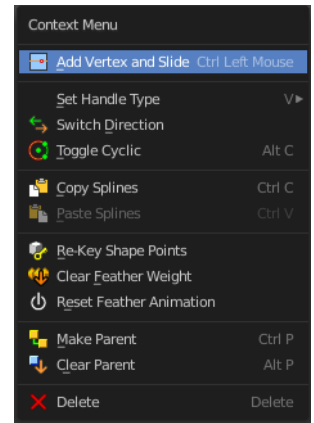 Context Menu
Add Vertex and Slide Ctrl Left Mouse
Set Handle Type V
Switch Direction
Toggle Cyclic Alt C
Copy Splines Ctrl C
Paste Splines Ctrl V
Re-Key Shape Points
Clear Feather Weight
Reset Feather Animation
Make Parent Ctrl P
Clear Parent Alt P
Delete Delete